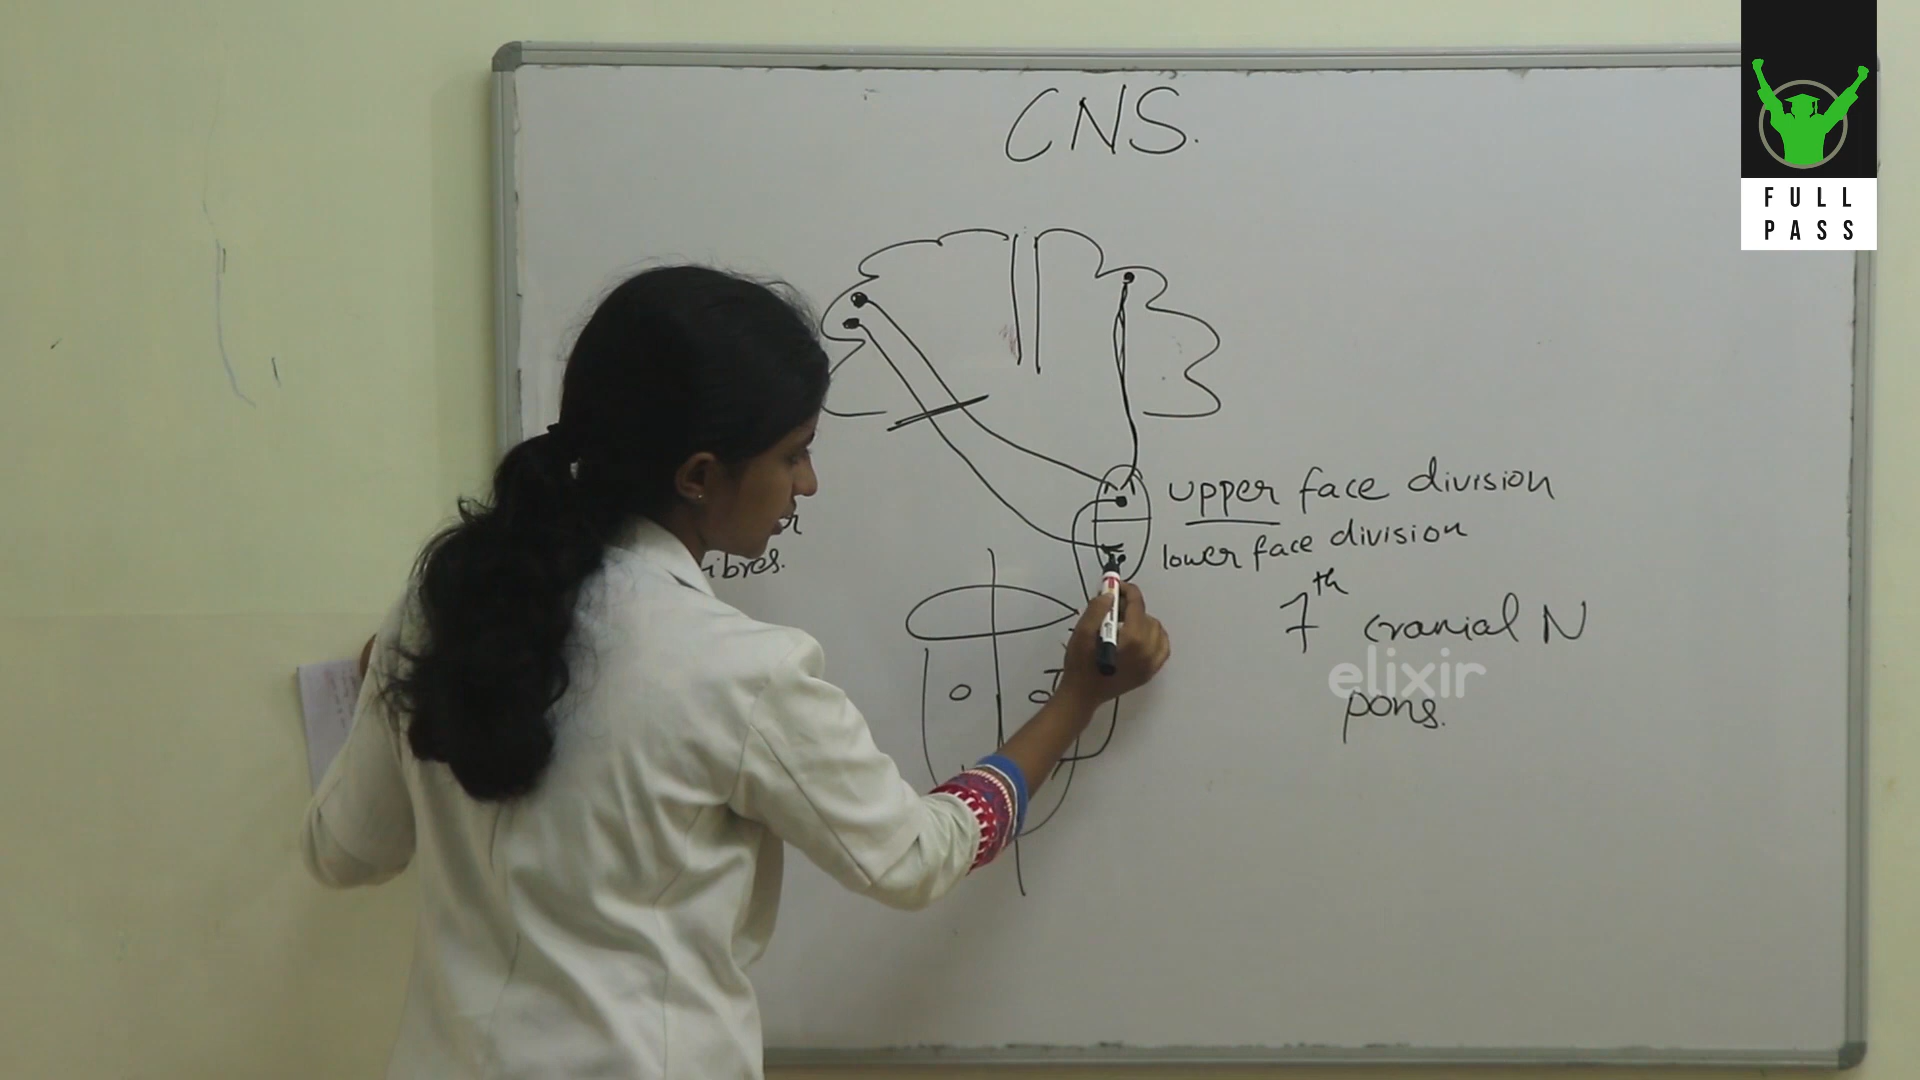 FULL
PASS
CNS.
upper face division
lower face division
7th cranial N
elixir
pons.